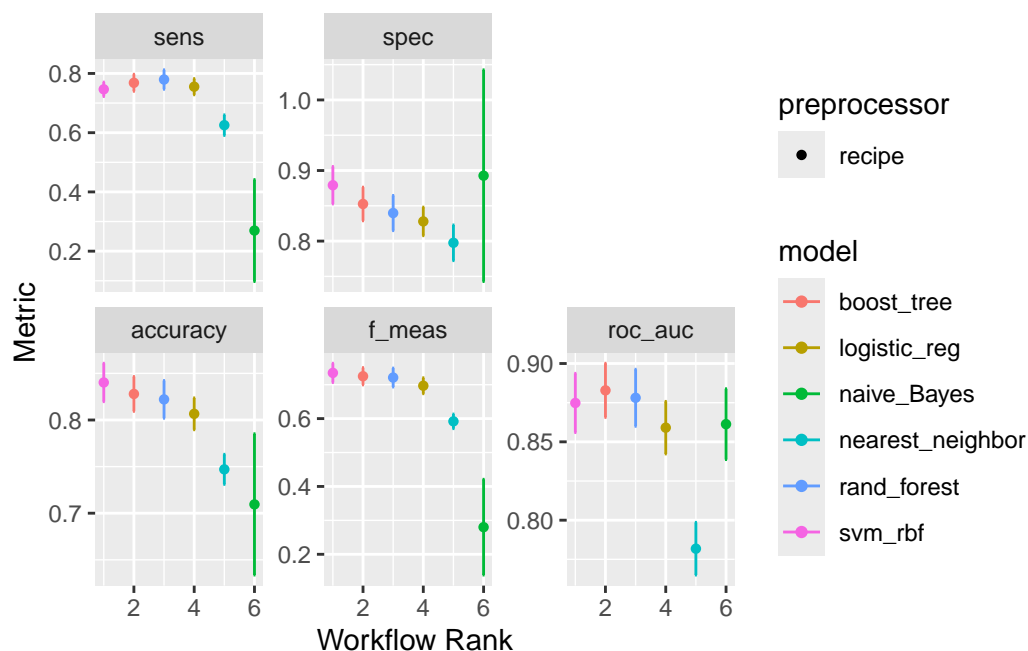 sens
spec
0.8
0.6
0.4
0.2
1.0
0.9
0.8
Metric
accuracy
f_meas
roc_auc
0.8
0.7
0.6
0.4
0.2
0.90
0.85
0.80
2 4 6
2 4 6
2 4 6
Workflow Rank
preprocessor
recipe
model
boost_tree
logistic_reg
naive_Bayes
nearest_neighbor
rand_forest
svm_rbf